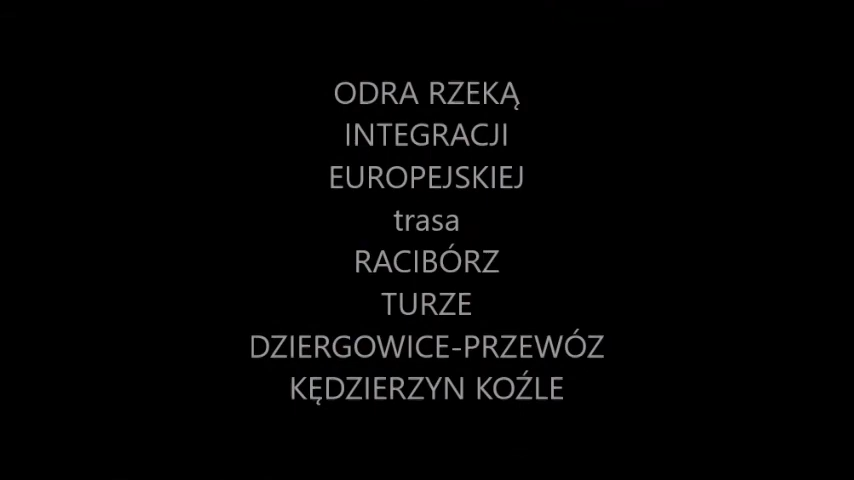 ODRA RZEKĄ
INTEGRACJI
EUROPEJSKIEJ
trasa
RACIBÓRZ
TURZE
DZIERGOWICE-PRZEWÓZ
KĘDZIERZYN KOŹLE